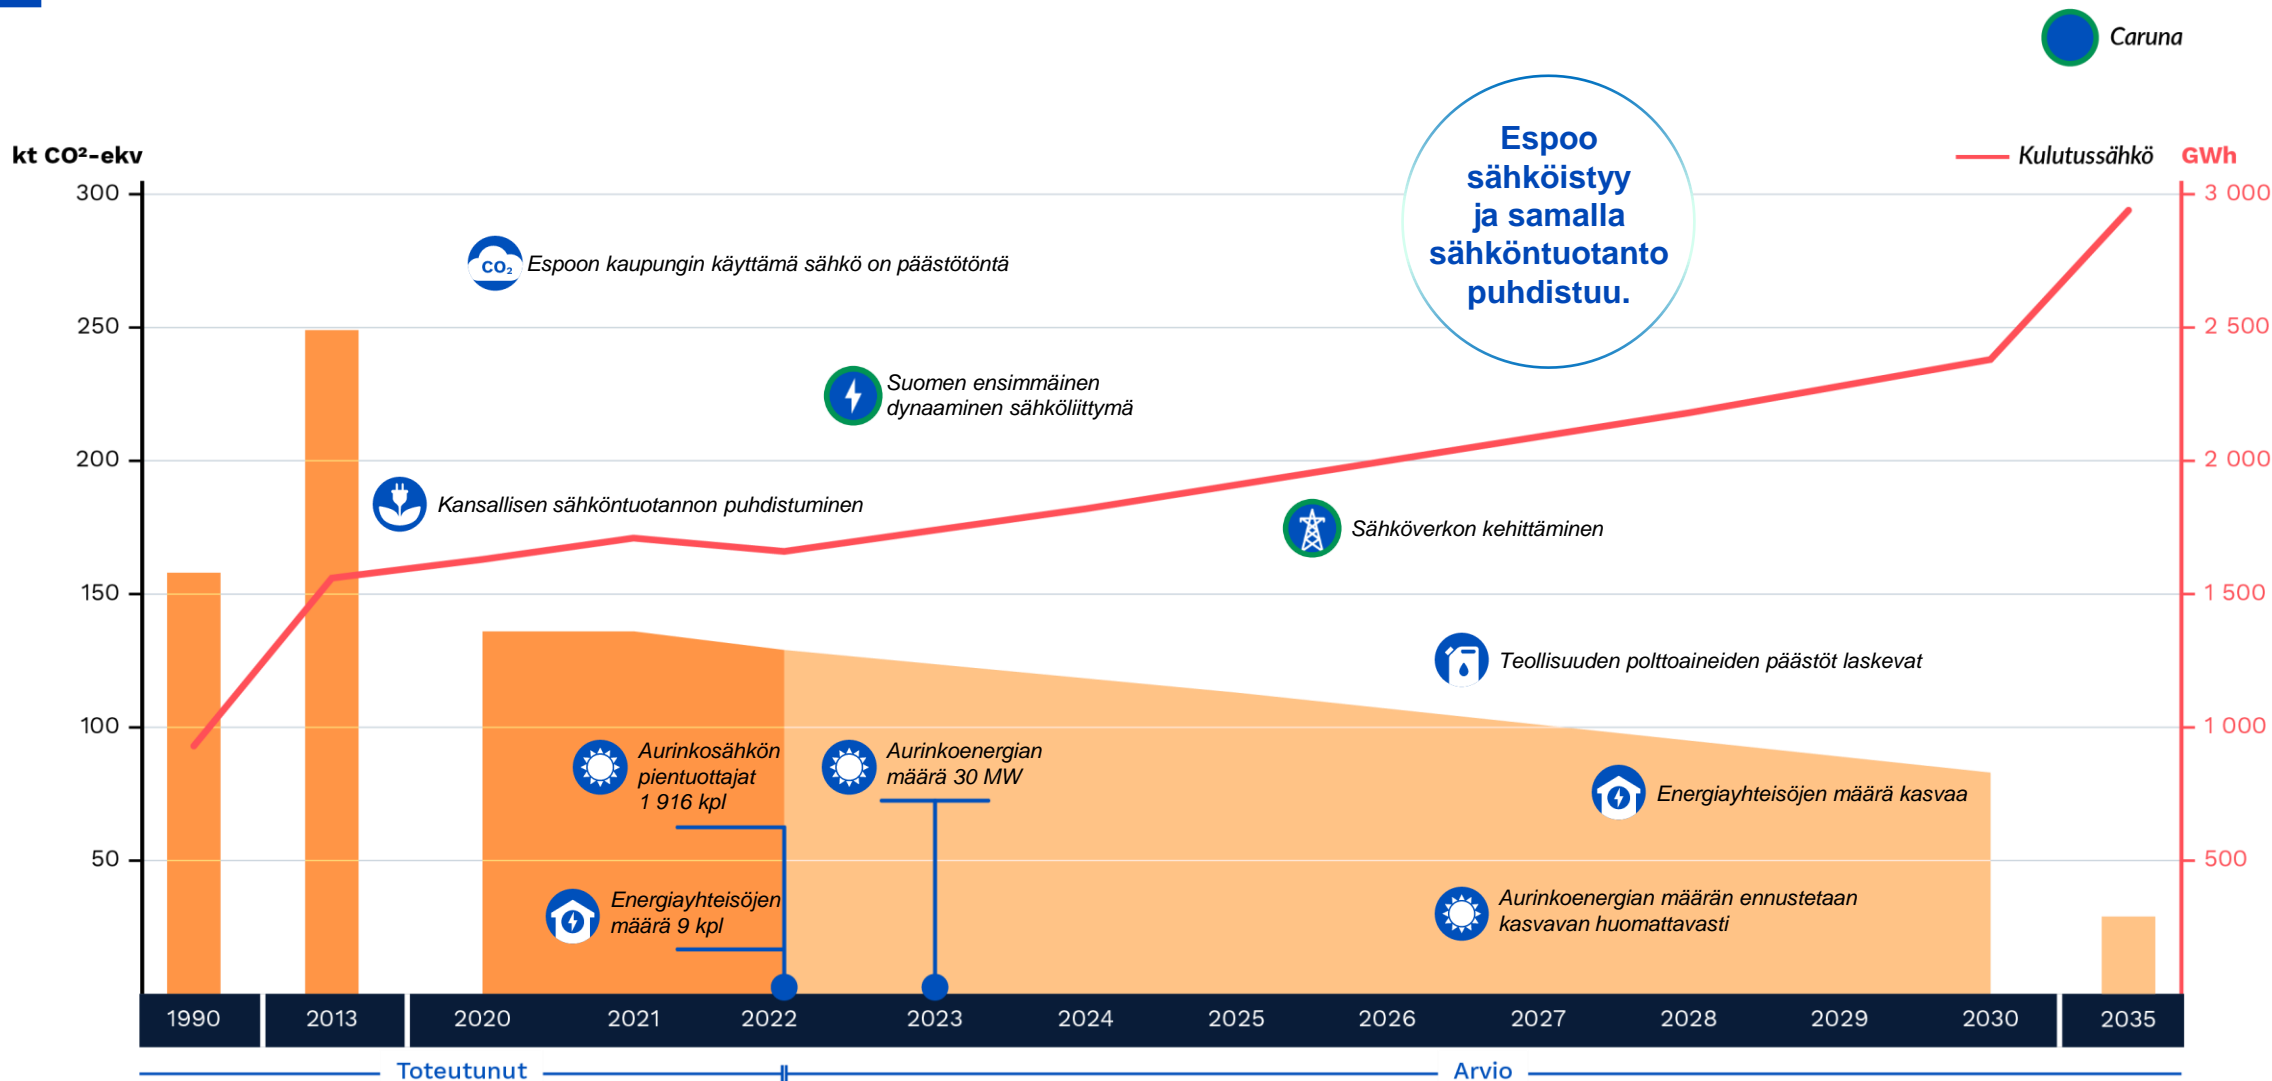 Caruna
kt CO²-ekv
Kulutussähkö
GWh
Espoo
sähköistyy
ja samalla
sähköntuotanto
puhdistuu.
300
250
200
150
100
50
3 000
2 500
2 000
1 500
1 000
500
CO₂
Espoon kaupungin käyttämä sähkö on päästötöntä
Suomen ensimmäinen
dynaaminen sähköliittymä
Kansallisen sähköntuotannon puhdistuminen
Sähköverkon kehittäminen
Teollisuuden polttoaineiden päästöt laskevat
Aurinkosähkön
pientuottajat
1 916 kpl
Aurinkoenergian
määrä 30 MW
Energiayhteisöjen määrä kasvaa
Energiayhteisöjen
määrä 9 kpl
Aurinkoenergian määrän ennustetaan
kasvavan huomattavasti
1990 2013 2020 2021 2022 2023 2024 2025 2026 2027 2028 2029 2030 2035
Toteutunut
Arvio